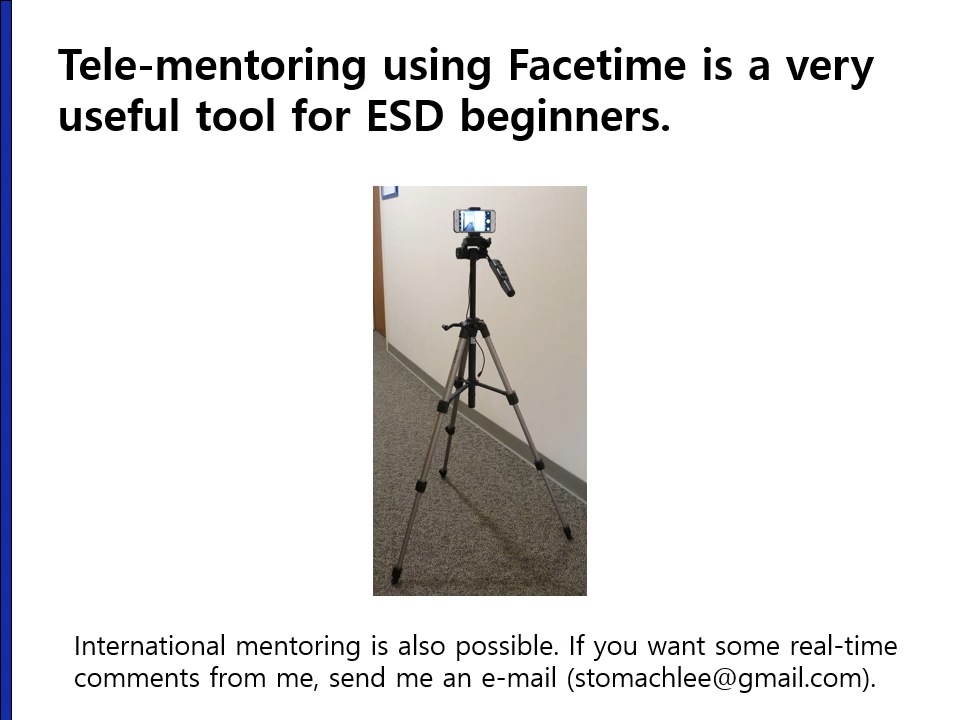 Tele-mentoring using Facetime is a very
useful tool for ESD beginners.
International mentoring is also possible. If you want some real-time
comments from me, send me an e-mail (stomachlee@gmail.com).